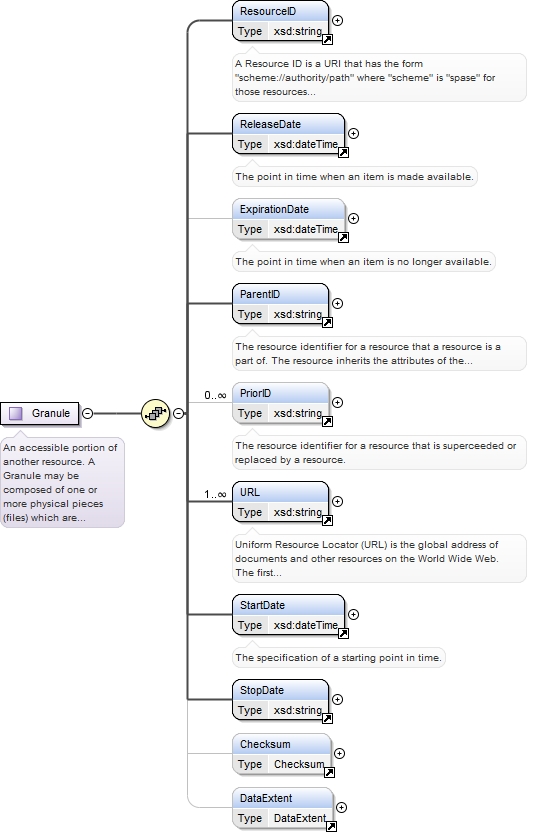 ResourceID
Type xsd:string
A Resource ID is a URI that has the form
"scheme://authority/path" where "scheme" is "spase" for
those resources...
ReleaseDate
Type xsd:dateTime
The point in time when an item is made available.
ExpirationDate
Type xsd:dateTime
The point in time when an item is no longer available.
ParentID
Type xsd:string
The resource identifier for a resource that a resource is a
part of. The resource inherits the attributes of the...
Granule
An accessible portion of
another resource. A
Granule may be
composed of one or
more physical pieces
(files) which are...
0..∞
PriorID
Type xsd:string
The resource identifier for a resource that is superceeded or
replaced by a resource.
1..∞
URL
Type xsd:string
Uniform Resource Locator (URL) is the global address of
documents and other resources on the World Wide Web.
The first...
StartDate
Type xsd:dateTime
The specification of a starting point in time.
StopDate
Type xsd:string
Checksum
Type Checksum
DataExtent
Type DataExtent